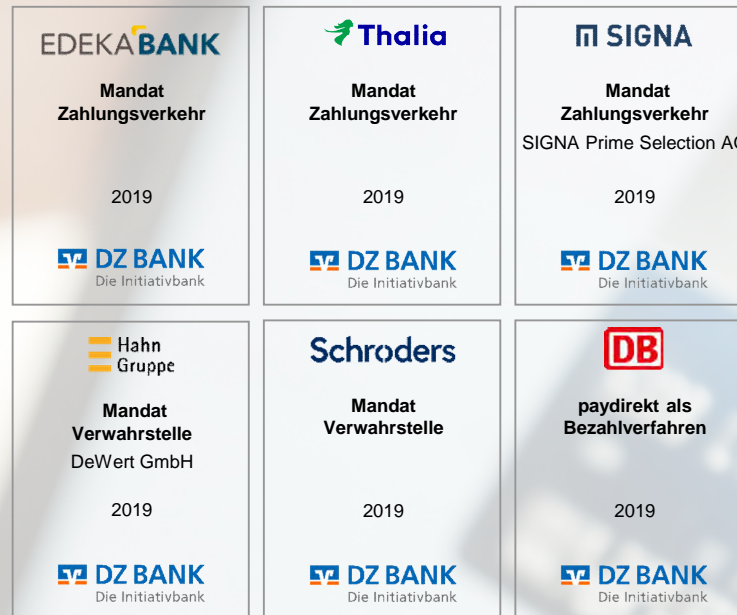 EDEKABANK
Mandat
Zahlungsverkehr
2019
DZ BANK
Die Initiativbank
Thalia
Mandat
Zahlungsverkehr
2019
DZ BANK
Die Initiativbank
SIGNA
Mandat
Zahlungsverkehr
SIGNA Prime Selection AG
2019
DZ BANK
Die Initiativbank
Hahn
Gruppe
Mandat
Verwahrstelle
DeWert GmbH
2019
DZ BANK
Die Initiativbank
Schroders
Mandat
Verwahrstelle
2019
DZ BANK
Die Initiativbank
DB
paydirekt als
Bezahlverfahren
2019
DZ BANK
Die Initiativbank